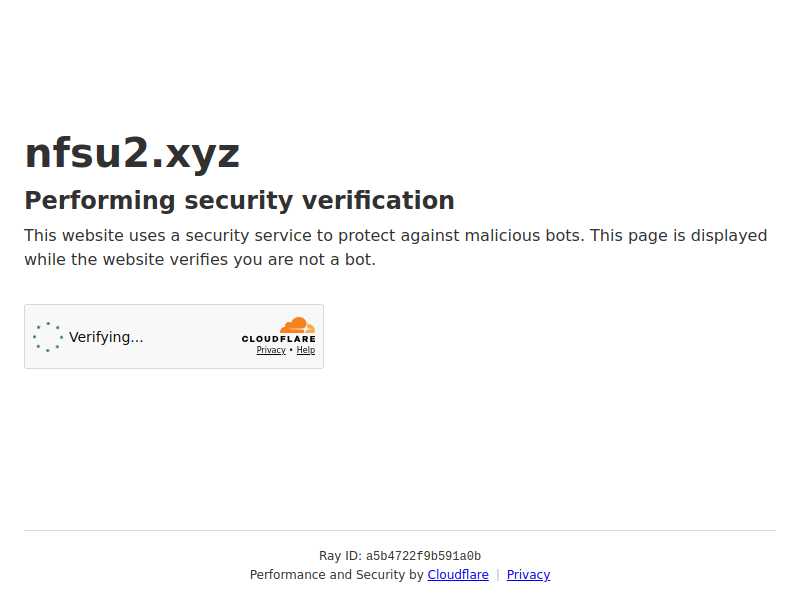 nfsu2.xyz
Performing security verification
This website uses a security service to protect against malicious bots. This page is displayed
while the website verifies you are not a bot.
Verifying...
CLOUDFLARE
Privacy • Help
Ray ID: a5b4722f9b591a0b
Performance and Security by Cloudflare | Privacy